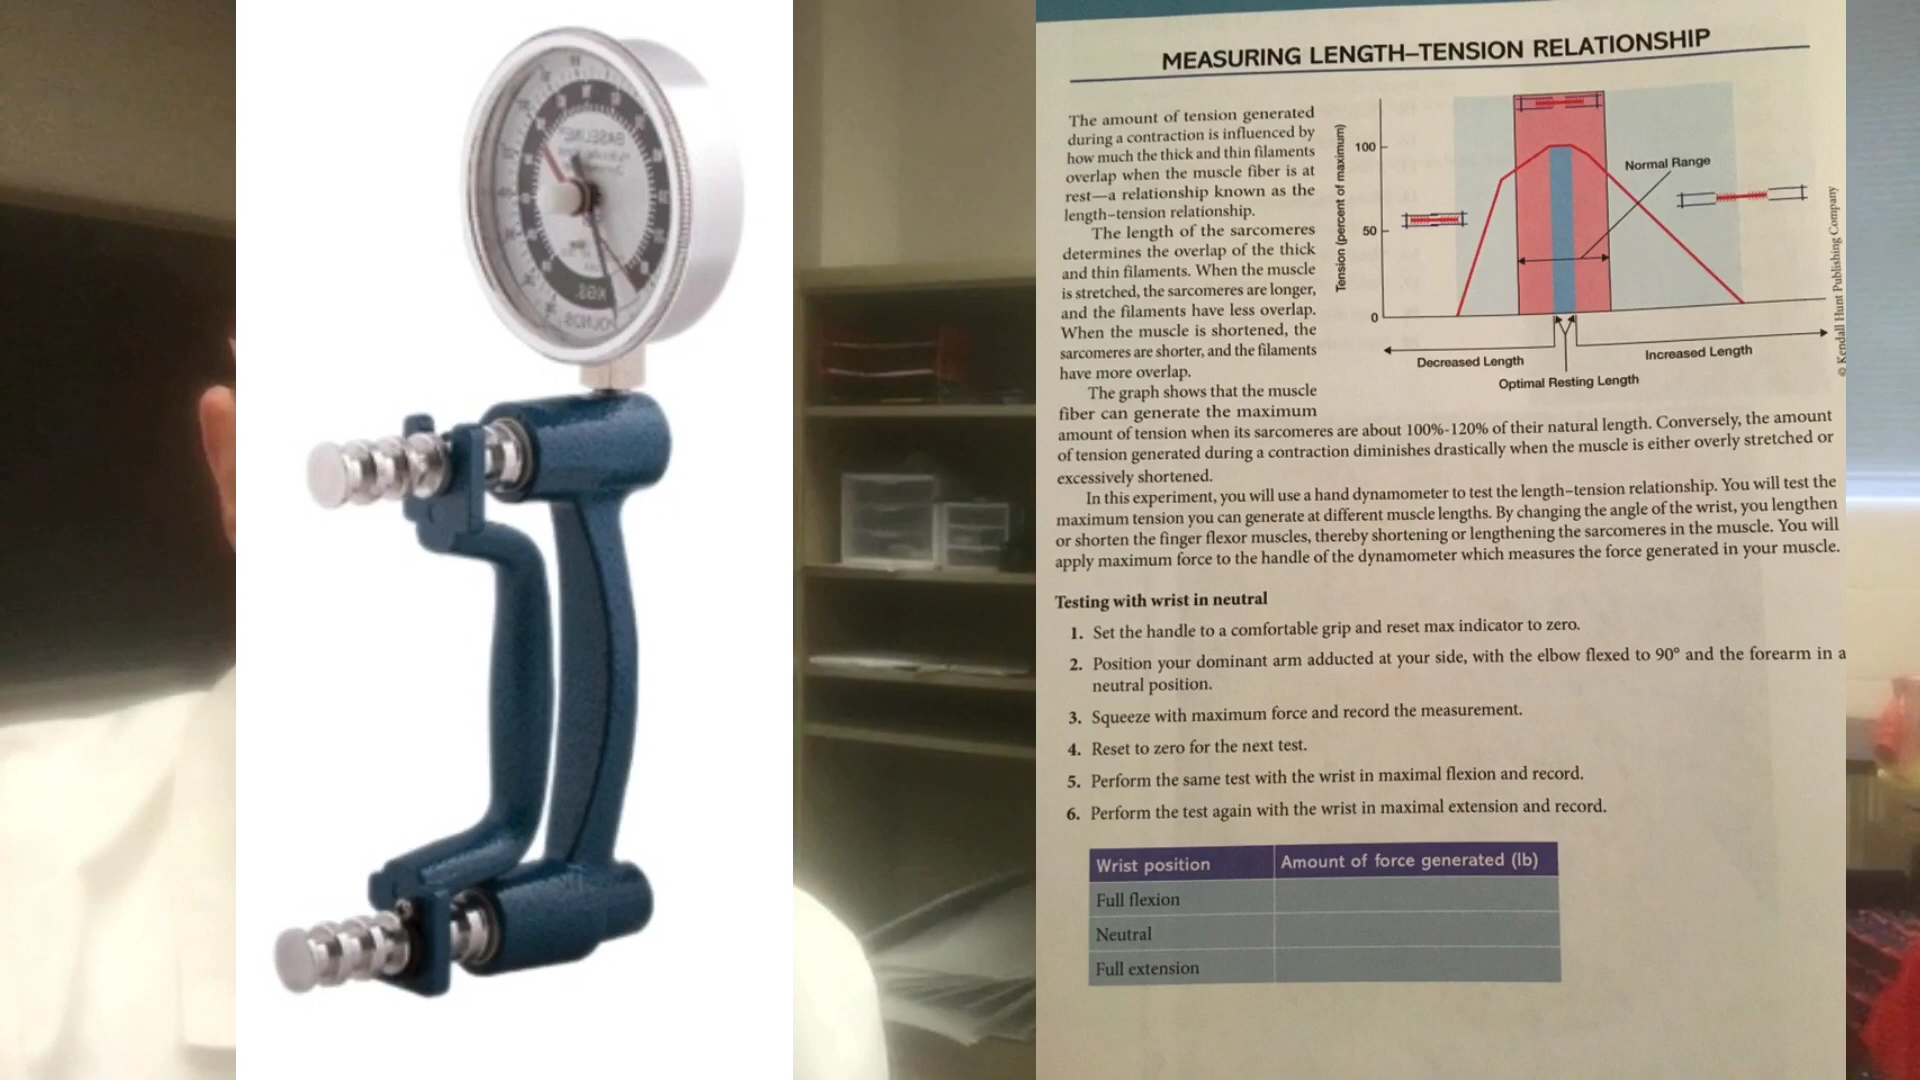 BASELINE
KGS.
POUNDS
MEASURING LENGTH–TENSION RELATIONSHIP
The amount of tension generated
during a contraction is influenced by
how much the thick and thin filaments
overlap when the muscle fiber is at
rest—a relationship known as the
length–tension relationship.
The length of the sarcomeres
determines the overlap of the thick
and thin filaments. When the muscle
is stretched, the sarcomeres are longer,
and the filaments have less overlap.
When the muscle is shortened, the
sarcomeres are shorter, and the filaments
have more overlap.
The graph shows that the muscle
fiber can generate the maximum
amount of tension when its sarcomeres are about 100%-120% of their natural length. Conversely, the amount
of tension generated during a contraction diminishes drastically when the muscle is either overly stretched or
excessively shortened.
Tension (percent of maximum)
100
50
0
Normal Range
Decreased Length
Increased Length
Optimal Resting Length
© Kendall Hunt Publishing Company
In this experiment, you will use a hand dynamometer to test the length–tension relationship. You will test the
maximum tension you can generate at different muscle lengths. By changing the angle of the wrist, you lengthen
or shorten the finger flexor muscles, thereby shortening or lengthening the sarcomeres in the muscle. You will
apply maximum force to the handle of the dynamometer which measures the force generated in your muscle.
Testing with wrist in neutral
1. Set the handle to a comfortable grip and reset max indicator to zero.
2. Position your dominant arm adducted at your side, with the elbow flexed to 90° and the forearm in a
neutral position.
3. Squeeze with maximum force and record the measurement.
4. Reset to zero for the next test.
5. Perform the same test with the wrist in maximal flexion and record.
6. Perform the test again with the wrist in maximal extension and record.
Wrist position Amount of force generated (lb)
Full flexion
Neutral
Full extension